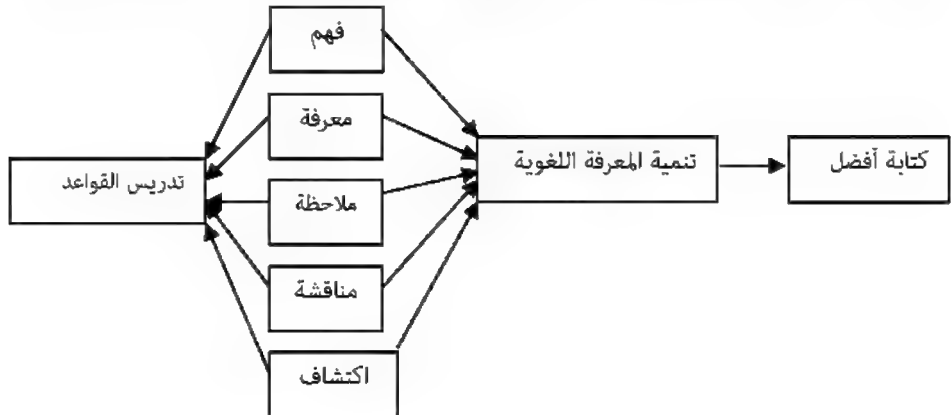 فهم
معرفة
ملاحظة
مناقشة
اكتشاف
تدريس القواعد
تنمية المعرفة اللغوية
كتابة أفضل